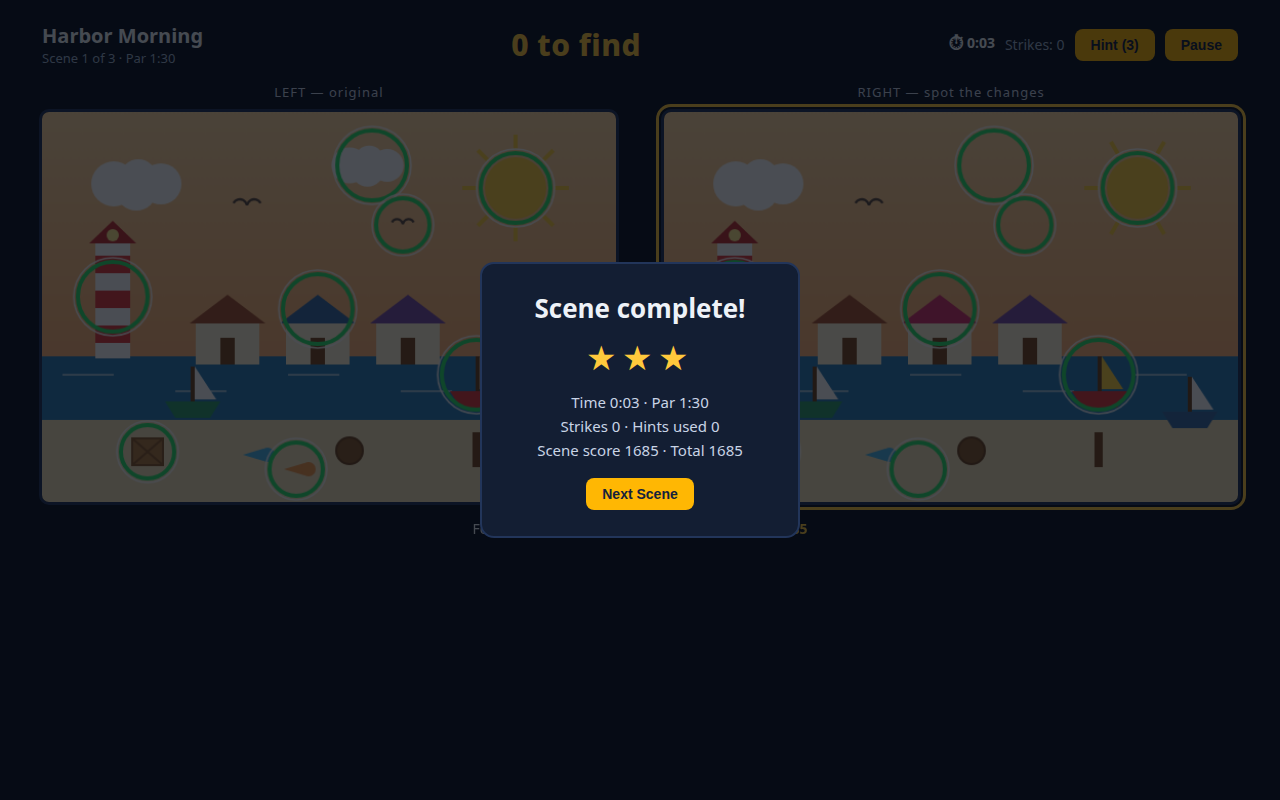 Harbor Morning
Scene 1 of 3 · Par 1:30
0 to find
⏱ 0:03
Strikes: 0
Hint (3)
Pause
LEFT — original
RIGHT — spot the changes
Scene complete!
★ ★ ★
Time 0:03 · Par 1:30
Strikes 0 · Hints used 0
Scene score 1685 · Total 1685
Next Scene